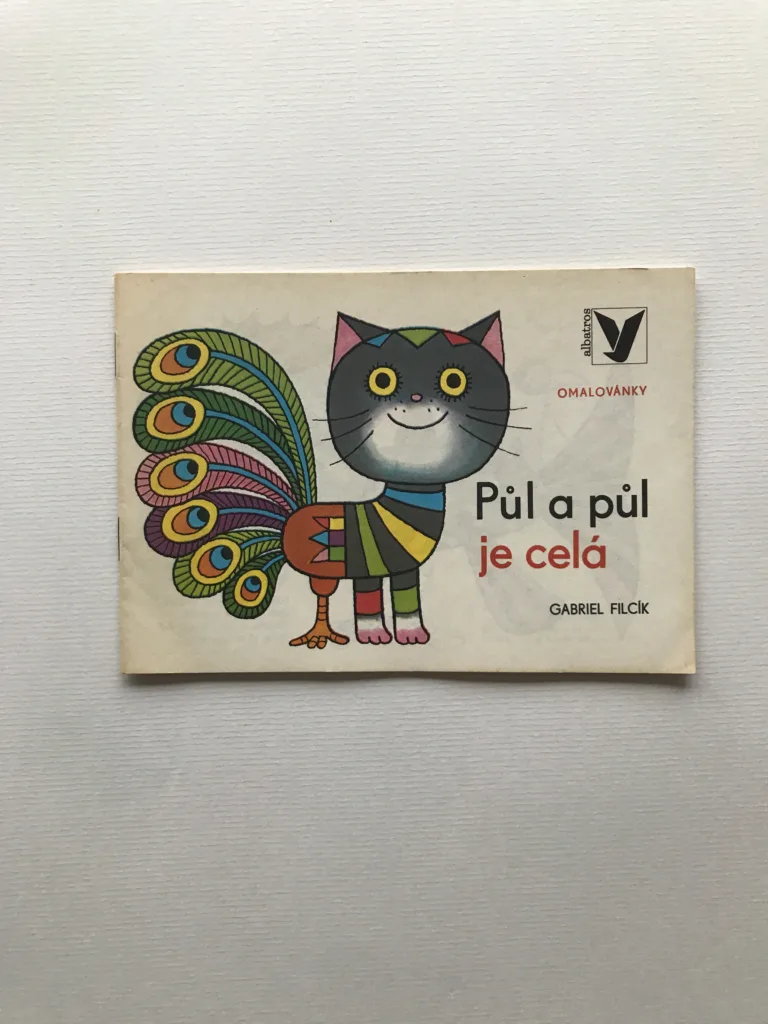 albatros
OMALOVÁNKY
Půl a půl
je celá
GABRIEL FILCÍK